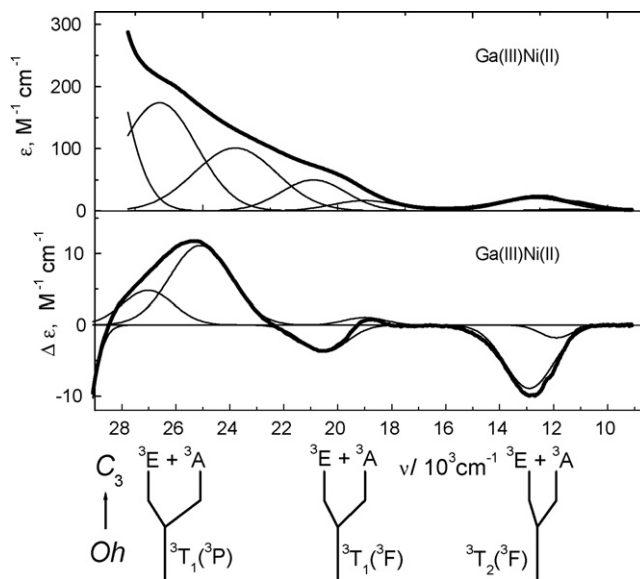 300
200
100
0
ε, M⁻¹ cm⁻¹
Ga(III)Ni(II)
10
0
-10
Δ ε, M⁻¹ cm⁻¹
Ga(III)Ni(II)
28 26 24 22 20 18 16 14 12 10
C₃ ³E + ³A ³E + ³A ν/ 10³cm⁻¹ ³E + ³A
Oh ³T₁(³P) ³T₁(³F) ³T₂(³F)